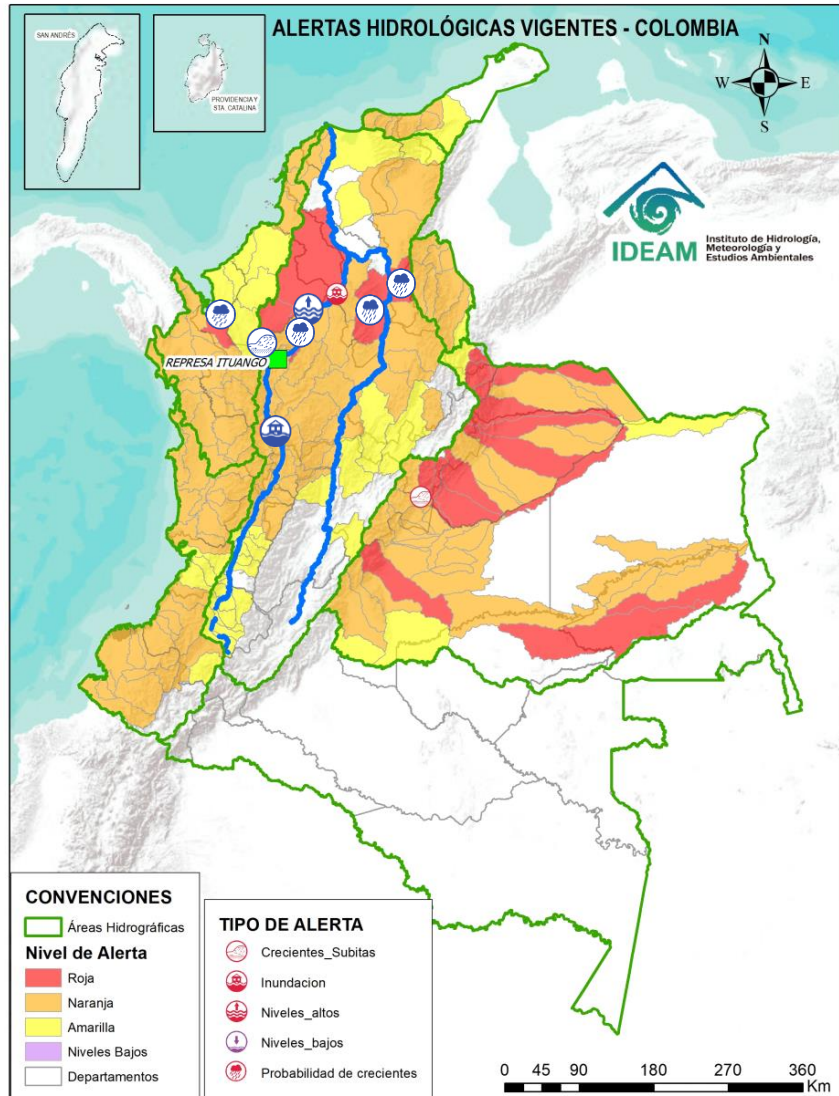 ALERTAS HIDROLÓGICAS VIGENTES - COLOMBIA
SAN ANDRÉS
PROVIDENCIA Y
STA. CATALINA
N
W
E
S
IDEAM
Instituto de Hidrología,
Meteorología y
Estudios Ambientales
REPRESA ITUANGO
CONVENCIONES
Áreas Hidrográficas
Nivel de Alerta
Roja
Naranja
Amarilla
Niveles Bajos
Departamentos
TIPO DE ALERTA
Crecientes_Subitas
Inundacion
Niveles_altos
Niveles_bajos
Probabilidad de crecientes
0 45 90 180 270 360
Km